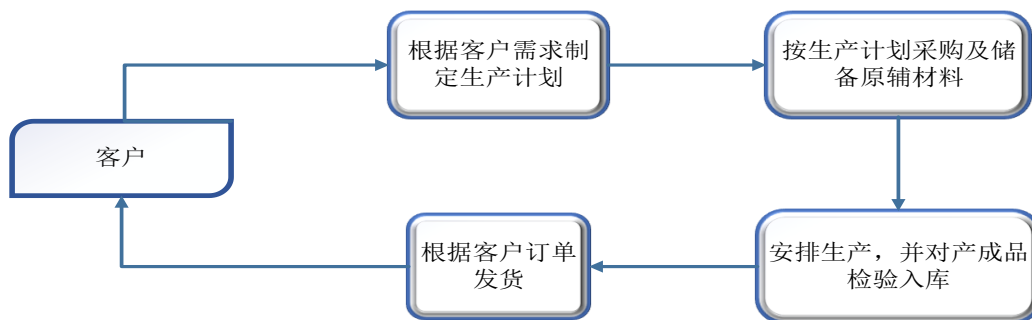 根据客户需求制
定生产计划
按生产计划采购及储
备原辅材料
客户
根据客户订单
发货
安排生产，并对产成品
检验入库